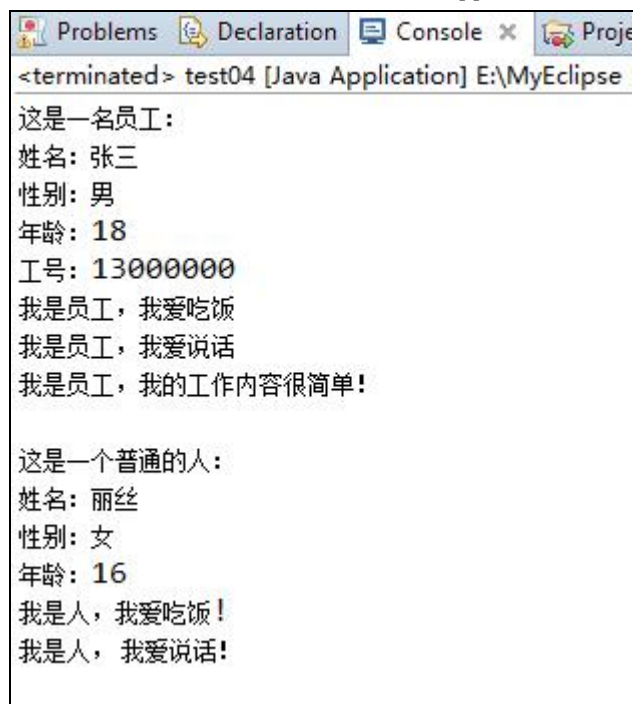 Problems Declaration Console Proje
<terminated> test04 [Java Application] E:\MyEclipse
这是一名员工：
姓名：张三
性别：男
年龄：18
工号：13000000
我是员工，我爱吃饭
我是员工，我爱说话
我是员工，我的工作内容很简单！
这是一个普通的人：
姓名：丽丝
性别：女
年龄：16
我是人，我爱吃饭！
我是人， 我爱说话!